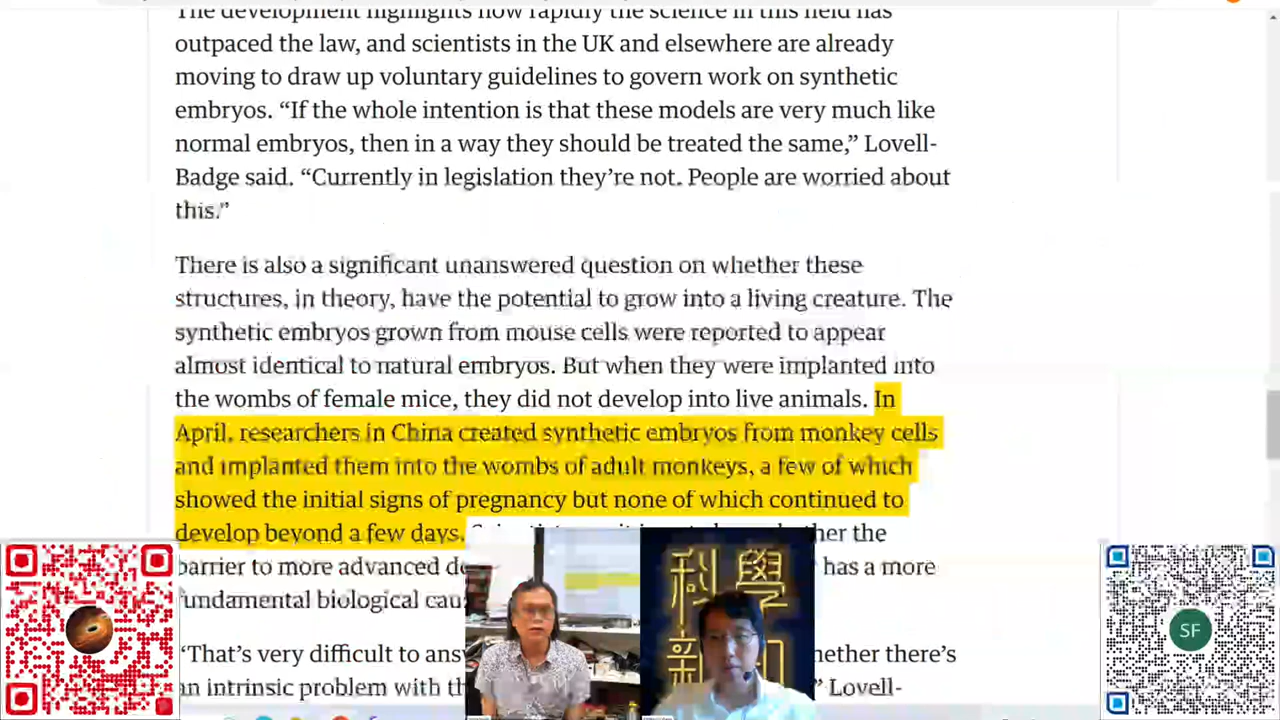 The development highlights how rapidly the science in this field has
outpaced the law, and scientists in the UK and elsewhere are already
moving to draw up voluntary guidelines to govern work on synthetic
embryos. “If the whole intention is that these models are very much like
normal embryos, then in a way they should be treated the same,” Lovell-
Badge said. “Currently in legislation they’re not. People are worried about
this.”
There is also a significant unanswered question on whether these
structures, in theory, have the potential to grow into a living creature. The
synthetic embryos grown from mouse cells were reported to appear
almost identical to natural embryos. But when they were implanted into
the wombs of female mice, they did not develop into live animals. In
April, researchers in China created synthetic embryos from monkey cells
and implanted them into the wombs of adult monkeys, a few of which
showed the initial signs of pregnancy but none of which continued to
develop beyond a few days. the
barrier to more advanced has a more
fundamental biological
“That’s very difficult to there’s
an intrinsic problem with Lovell-
科學
新知
SF